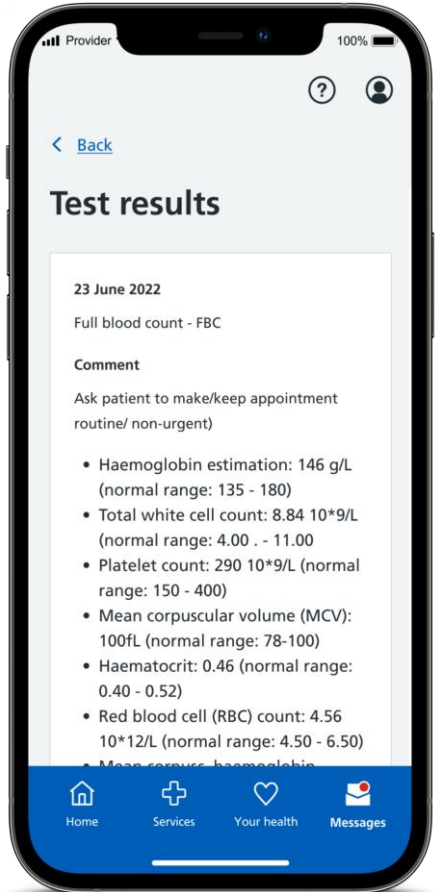 Provider
100%
?
Back
Test results
23 June 2022
Full blood count - FBC
Comment
Ask patient to make/keep appointment
routine/ non-urgent)
• Haemoglobin estimation: 146 g/L
(normal range: 135 - 180)
• Total white cell count: 8.84 10*9/L
(normal range: 4.00 . - 11.00
• Platelet count: 290 10*9/L (normal
range: 150 - 400)
• Mean corpuscular volume (MCV):
100fL (normal range: 78-100)
• Haematocrit: 0.46 (normal range:
0.40 - 0.52)
• Red blood cell (RBC) count: 4.56
10*12/L (normal range: 4.50 - 6.50)
• Mean corpusc. haemoglobin
Home
Services
Your health
Messages